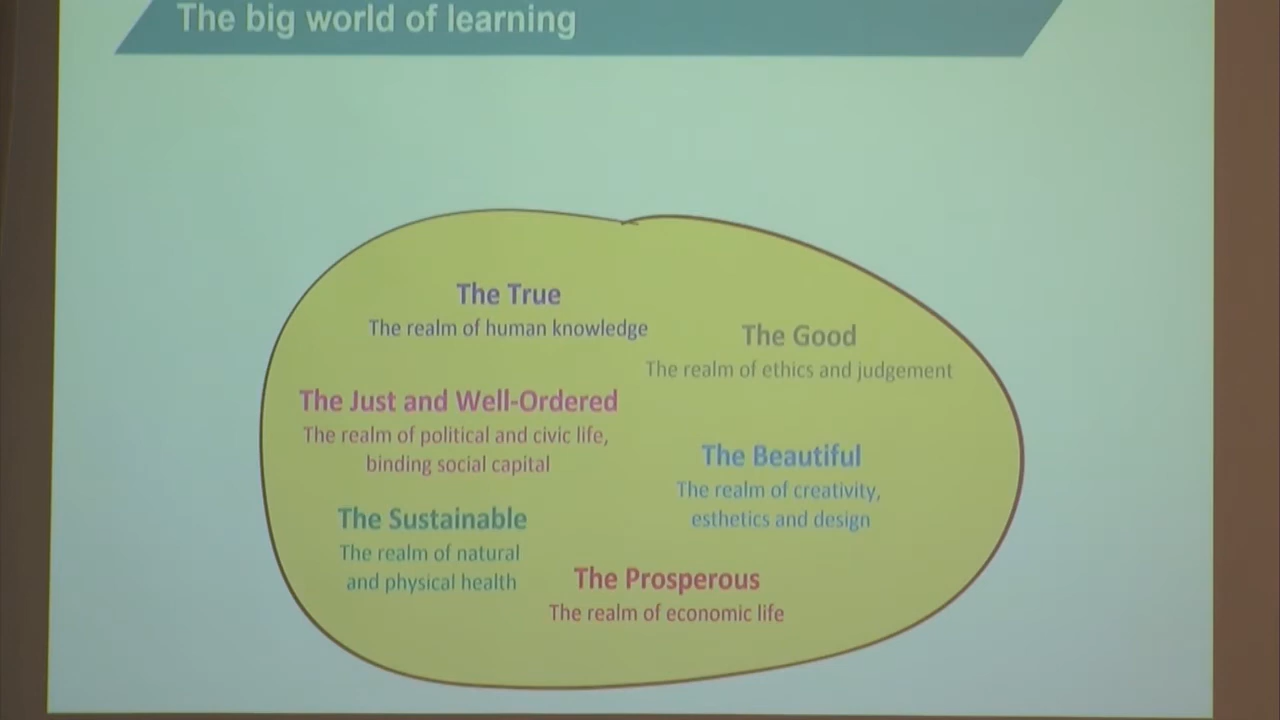 The big world of learning
The True
The realm of human knowledge
The Good
The realm of ethics and judgement
The Just and Well-Ordered
The realm of political and civic life,
binding social capital
The Beautiful
The realm of creativity,
esthetics and design
The Sustainable
The realm of natural
and physical health
The Prosperous
The realm of economic life